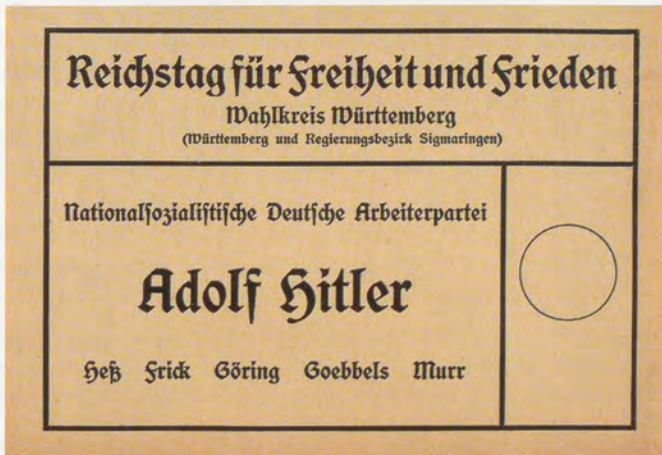 Reichstag für Freiheit und Frieden
Wahlkreis Württemberg
(Württemberg und Regierungsbezirk Sigmaringen)
Nationalsozialistische Deutsche Arbeiterpartei
Adolf Hitler
Heß Frick Göring Goebbels Murr